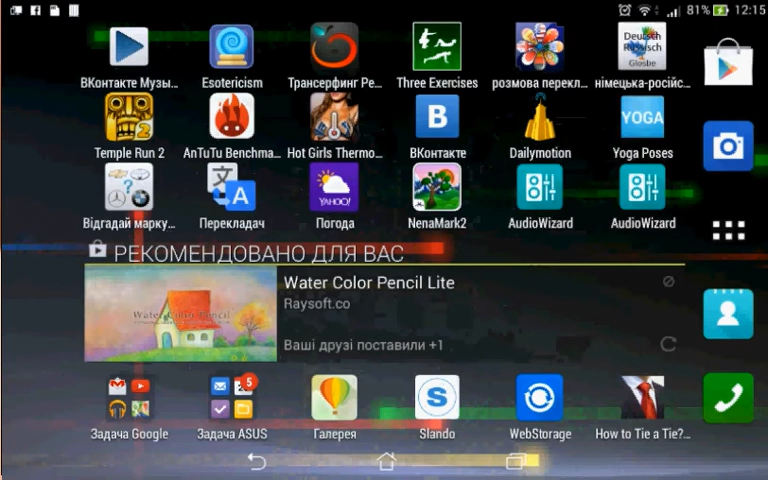 81% 12:15
ВКонтакте Музы... Esotericism Трансерфинг Ре... Three Exercises розмова перекл... німецька-російс...
Deutsch
Russisch
Glosbe
YOGA
Temple Run 2 AnTuTu Benchma... Hot Girls Thermo... ВКонтакте Dailymotion Yoga Poses
YAHOO!
Відгадай марку... Перекладач Погода NenaMark2 AudioWizard AudioWizard
РЕКОМЕНДОВАНО ДЛЯ ВАС
Water Color Pencil Lite
Raysoft.co
Water Color Pencil
Ваші друзі поставили +1
5
Задача Google Задача ASUS Галерея Slando WebStorage How to Tie a Tie?...